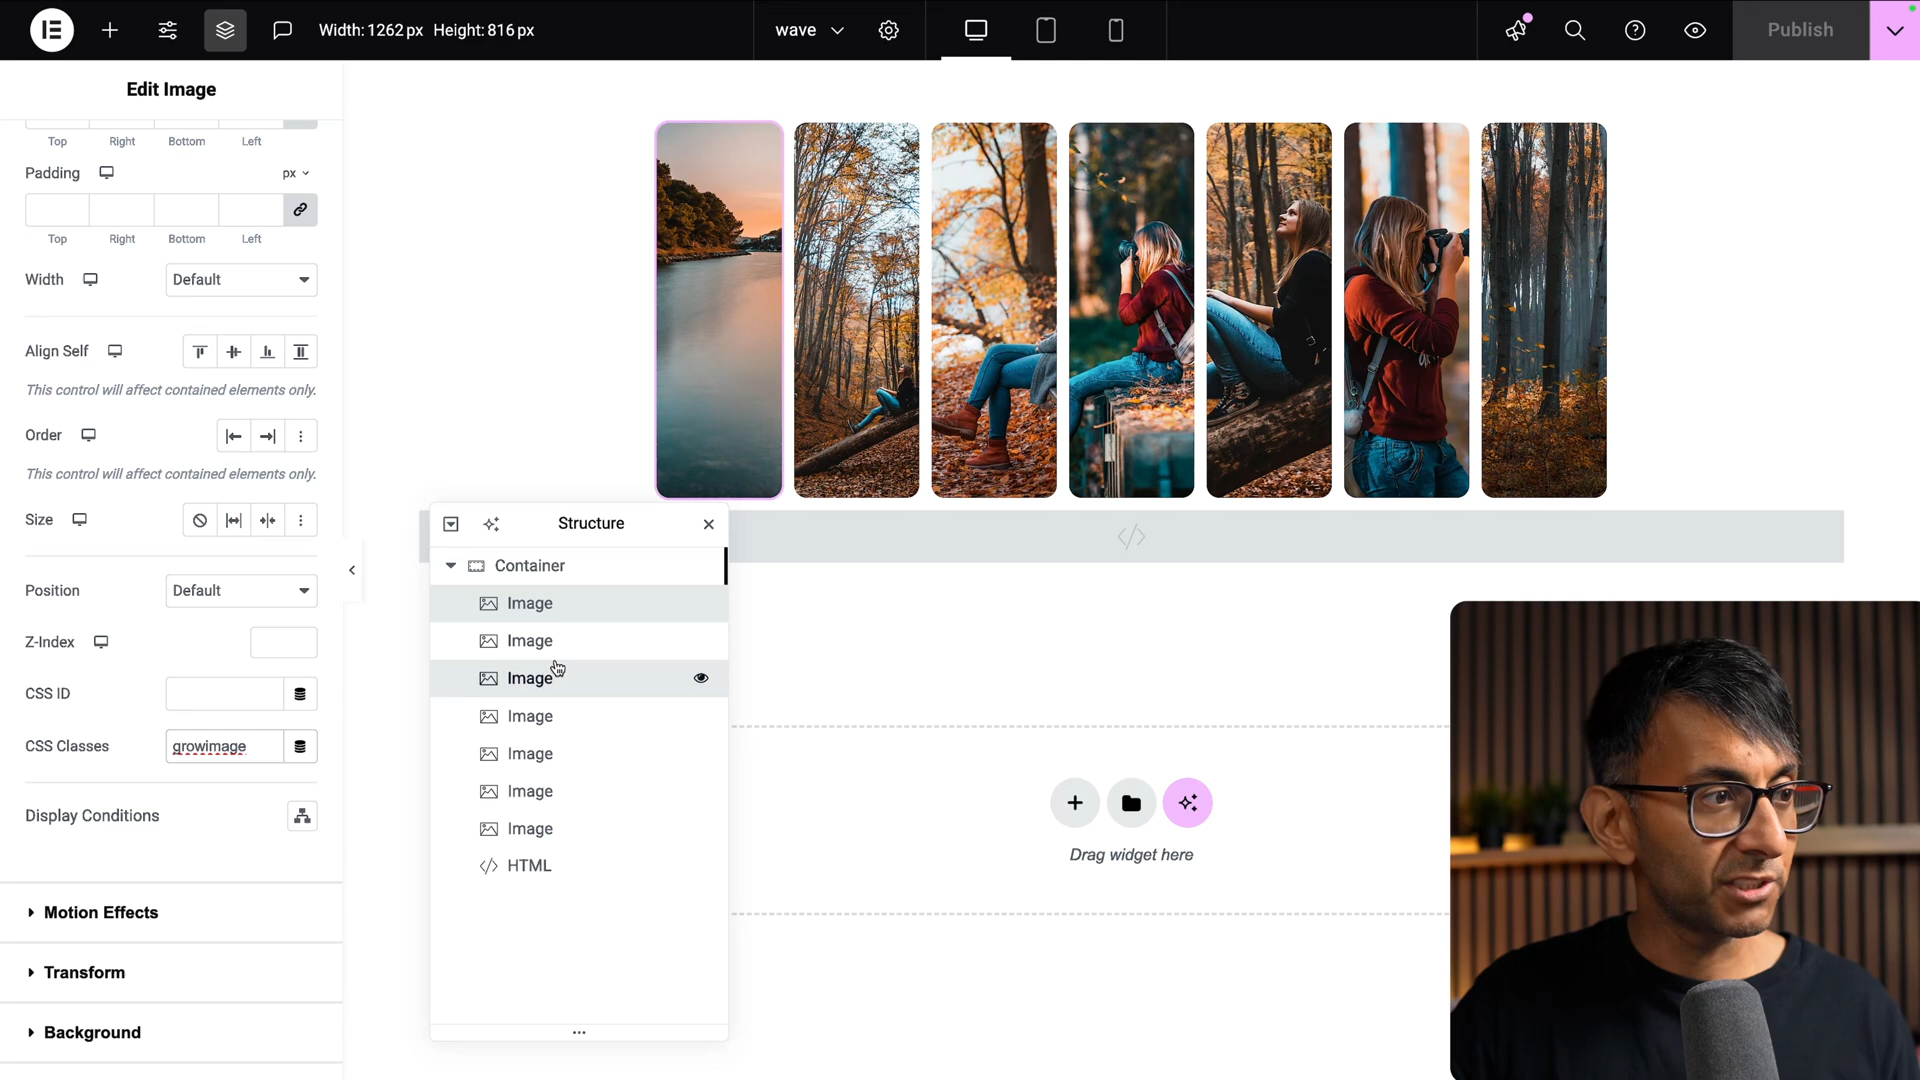 Width: 1262 px Height: 816 px
wave
Publish
Edit Image
Top Right Bottom Left
Padding px
Top Right Bottom Left
Width Default
Align Self
This control will affect contained elements only.
Order
This control will affect contained elements only.
Size
Position Default
Z-Index
CSS ID
CSS Classes growimage
Display Conditions
Motion Effects
Transform
Background
Structure
Container
Image
Image
Image
Image
Image
Image
Image
</> HTML
</>
Drag widget here